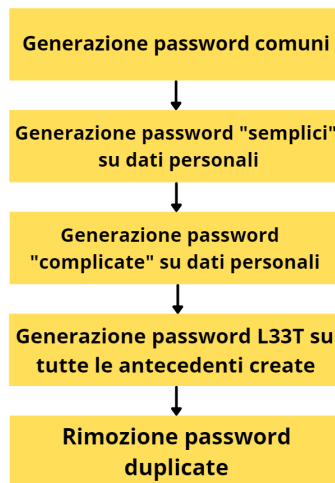 Generazione password comuni
Generazione password "semplici"
su dati personali
Generazione password
"complicate" su dati personali
Generazione password L33T su
tutte le antecedenti create
Rimozione password
duplicate